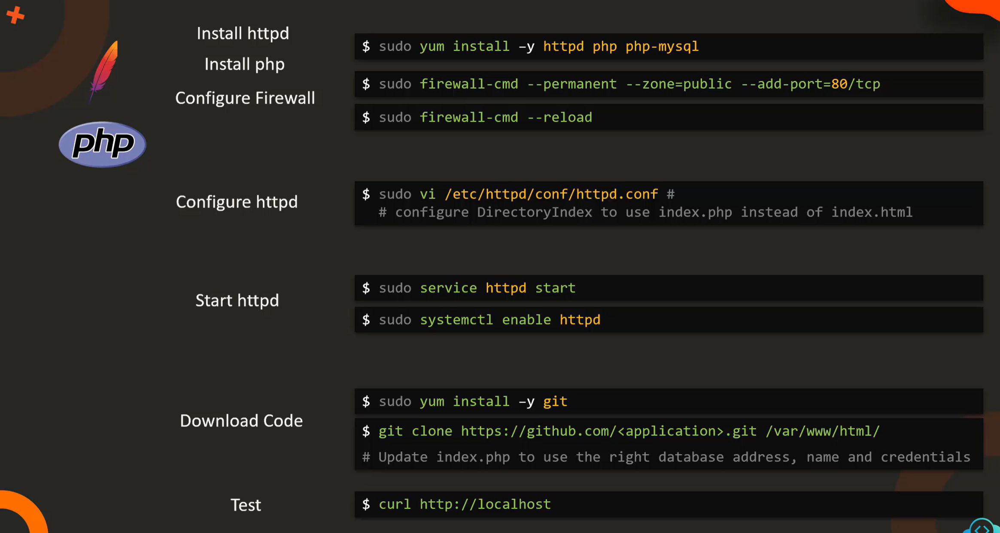 Install httpd
Install php
Configure Firewall
$ sudo yum install –y httpd php php-mysql
$ sudo firewall-cmd --permanent --zone=public --add-port=80/tcp
$ sudo firewall-cmd --reload
php
Configure httpd
$ sudo vi /etc/httpd/conf/httpd.conf #
# configure DirectoryIndex to use index.php instead of index.html
Start httpd
$ sudo service httpd start
$ sudo systemctl enable httpd
Download Code
$ sudo yum install –y git
$ git clone https://github.com/<application>.git /var/www/html/
# Update index.php to use the right database address, name and credentials
Test
$ curl http://localhost